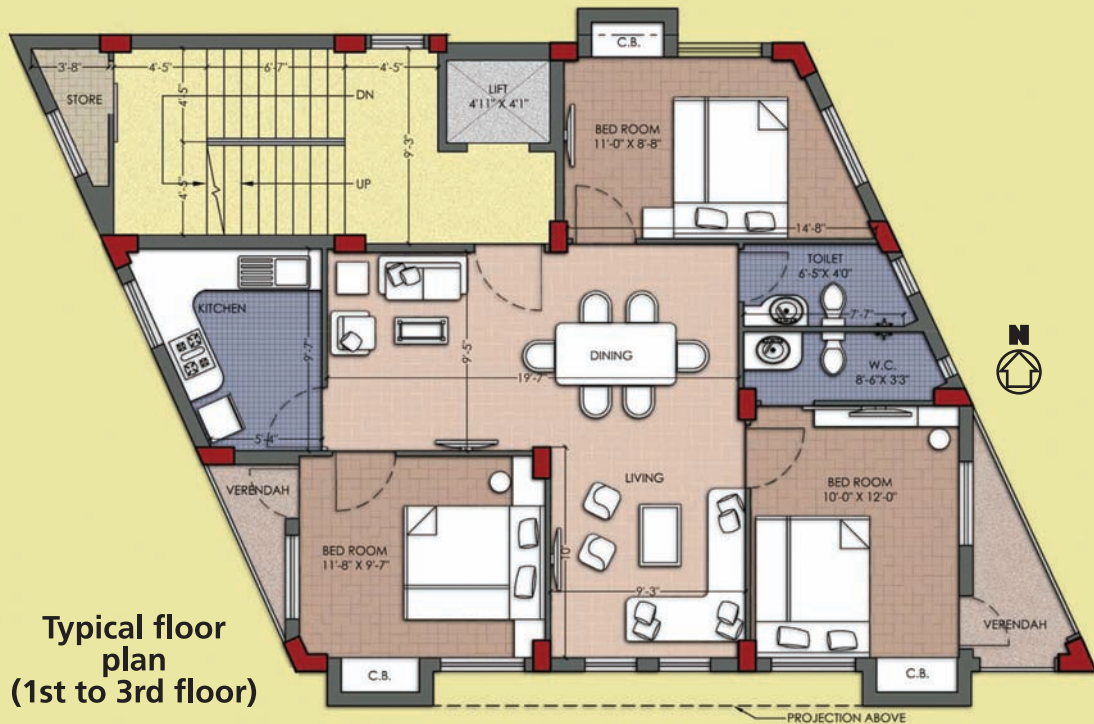 C.B.
3'-8"
4'-5"
6'-7"
4'-5"
STORE
4'-5"
DN
LIFT
4'11" X 4'1"
9'-3"
BED ROOM
11'-0" X 8'-8"
4'-5"
UP
14'-8"
TOILET
6'-5"X 4'0"
KITCHEN
7'-7"
N
9'-7"
9'-5"
DINING
19'-7"
W.C.
8'-6"X 3'3"
5'-4"
LIVING
VERENDAH
BED ROOM
10'-0" X 12'-0"
BED ROOM
11'-8" X 9'-7"
10'
9'-3"
VERENDAH
Typical floor
plan
(1st to 3rd floor)
C.B.
C.B.
PROJECTION ABOVE